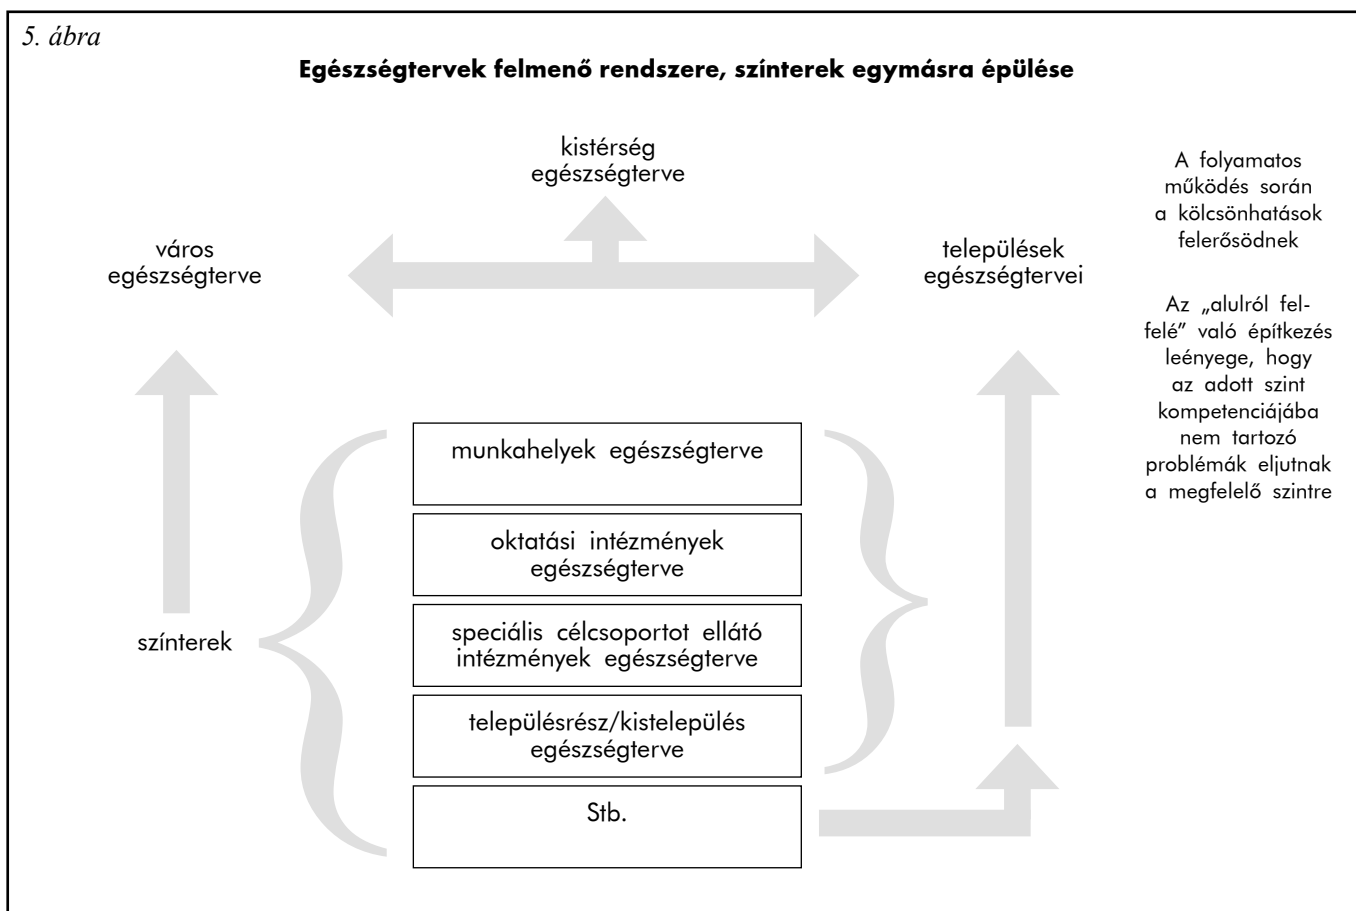 5. ábra
Egészségtervek felmenő rendszere, színterek egymásra épülése
kistérség
egészségterve
város
egészségterve
települések
egészségtervei
A folyamatos
működés során
a kölcsönhatások
felerősödnek
Az „alulról fel-
felé” való építkezés
leényege, hogy
az adott szint
kompetenciájába
nem tartozó
problémák eljutnak
a megfelelő szintre
színterek
munkahelyek egészségterve
oktatási intézmények
egészségterve
speciális célcsoportot ellátó
intézmények egészségterve
településrész/kistelepülés
egészségterve
Stb.